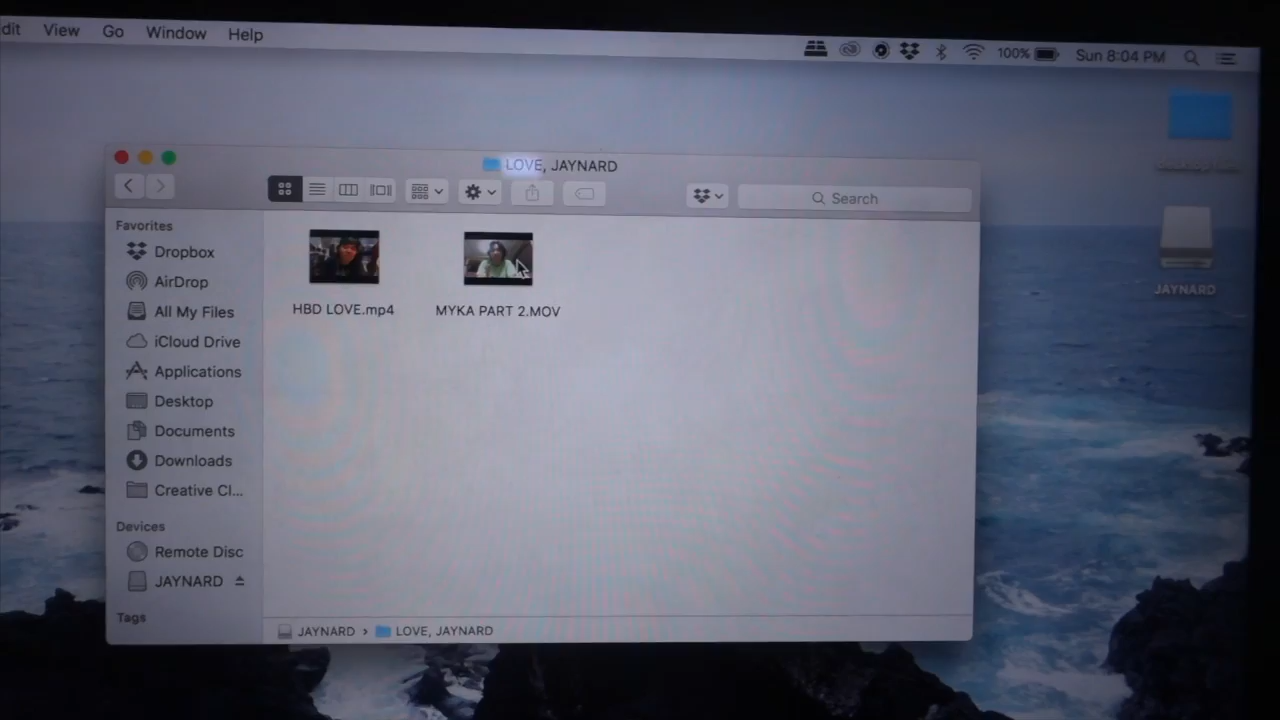 dit View Go Window Help
100% Sun 8:04 PM
LOVE, JAYNARD
Search
Favorites
Dropbox
AirDrop
All My Files
iCloud Drive
Applications
Desktop
Documents
Downloads
Creative Cl...
Devices
Remote Disc
JAYNARD
Tags
HBD LOVE.mp4
MYKA PART 2.MOV
JAYNARD › LOVE, JAYNARD
JAYNARD